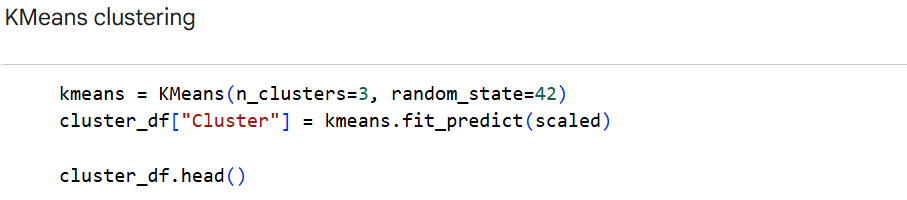 KMeans clustering
kmeans = KMeans(n_clusters=3, random_state=42)
cluster_df["Cluster"] = kmeans.fit_predict(scaled)
cluster_df.head()